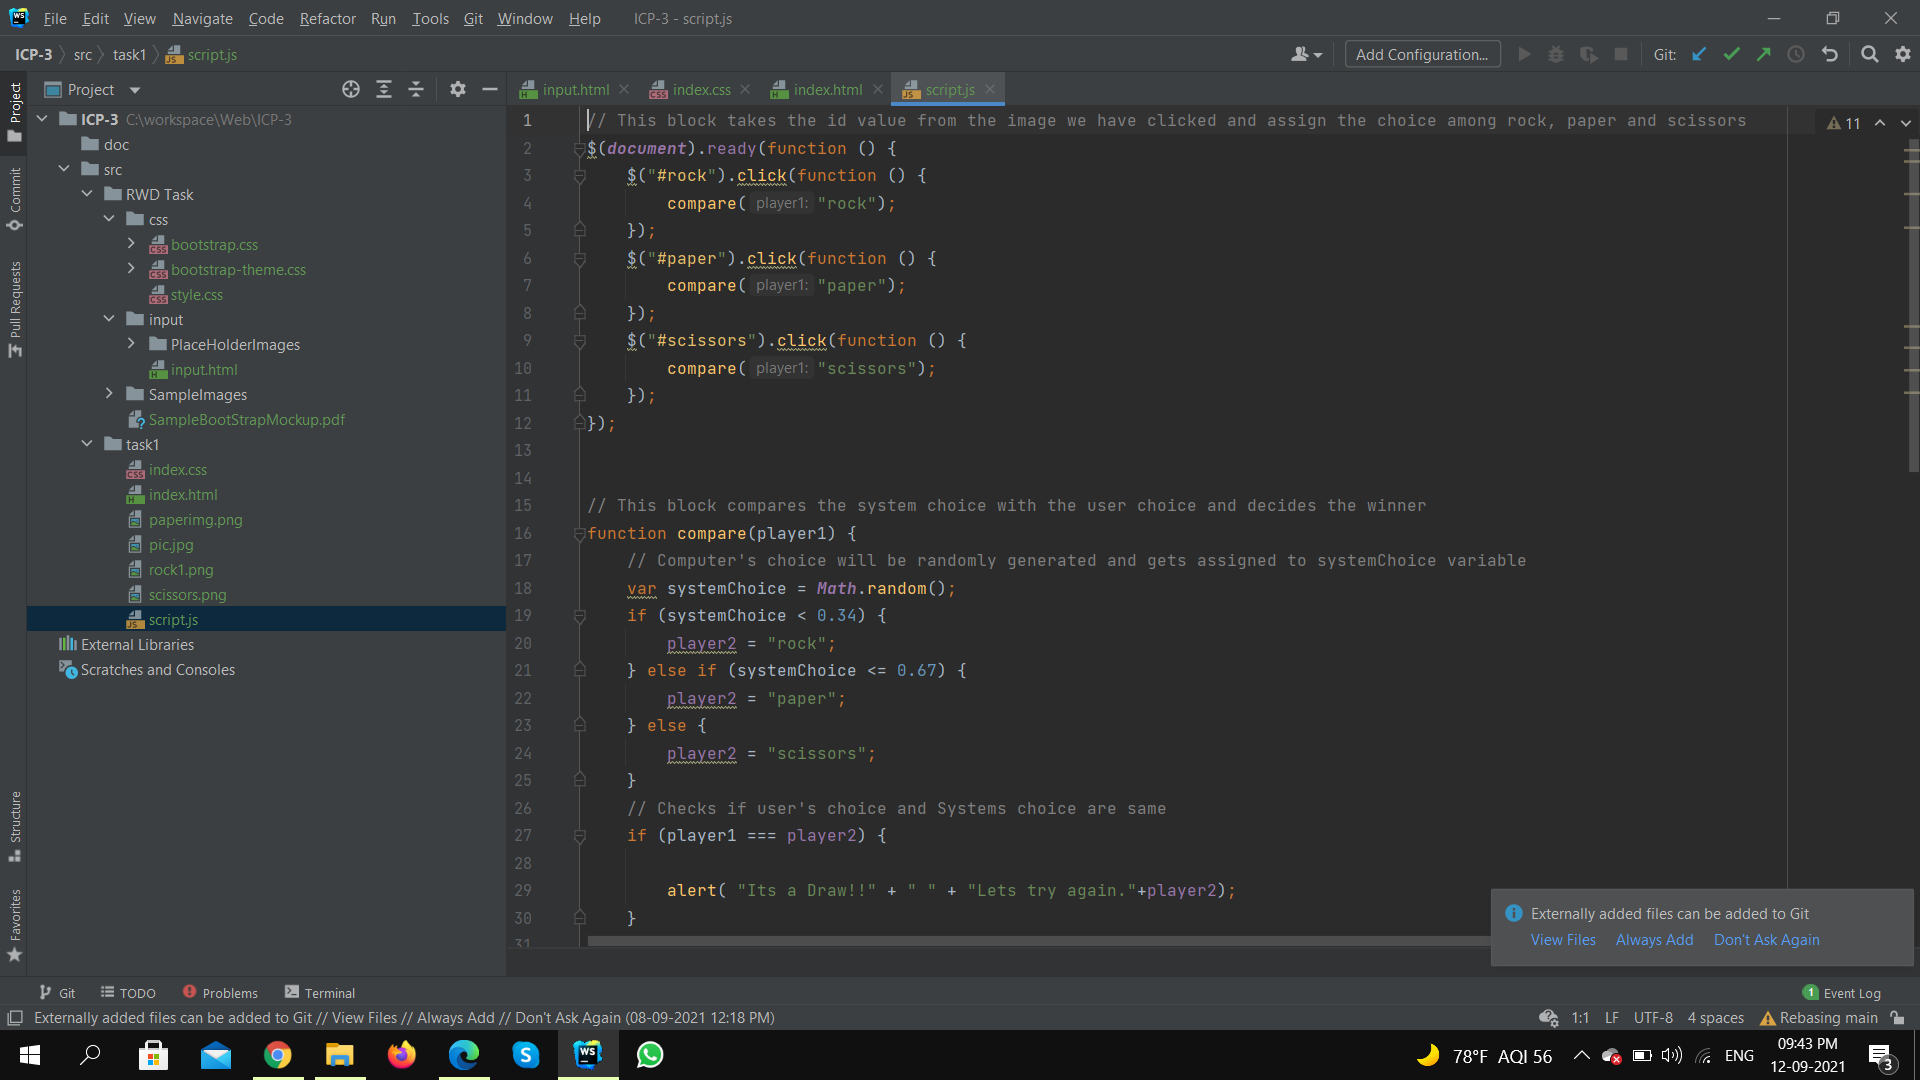 File Edit View Navigate Code Refactor Run Tools Git Window Help ICP-3 - script.js
ICP-3 src task1 script.js Add Configuration... Git:
Project
input.html index.css index.html script.js
Project
Commit
Pull Requests
Structure
Favorites
ICP-3 C:\workspace\Web\ICP-3
doc
src
RWD Task
css
bootstrap.css
bootstrap-theme.css
style.css
input
PlaceHolderImages
input.html
SampleImages
SampleBootStrapMockup.pdf
task1
index.css
index.html
paperimg.png
pic.jpg
rock1.png
scissors.png
script.js
External Libraries
Scratches and Consoles
1 // This block takes the id value from the image we have clicked and assign the choice among rock, paper and scissors
11
2 $(document).ready(function () {
3 $("#rock").click(function () {
4 compare( player1: "rock");
5 });
6 $("#paper").click(function () {
7 compare( player1: "paper");
8 });
9 $("#scissors").click(function () {
10 compare( player1: "scissors");
11 });
12 });
13
14
15 // This block compares the system choice with the user choice and decides the winner
16 function compare(player1) {
17 // Computer's choice will be randomly generated and gets assigned to systemChoice variable
18 var systemChoice = Math.random();
19 if (systemChoice < 0.34) {
20 player2 = "rock";
21 } else if (systemChoice <= 0.67) {
22 player2 = "paper";
23 } else {
24 player2 = "scissors";
25 }
26 // Checks if user's choice and Systems choice are same
27 if (player1 === player2) {
28
29 alert( "Its a Draw!!" + " " + "Lets try again."+player2);
30 }
31
Externally added files can be added to Git
View Files Always Add Don't Ask Again
Git TODO Problems Terminal 1 Event Log
Externally added files can be added to Git // View Files // Always Add // Don't Ask Again (08-09-2021 12:18 PM) 1:1 LF UTF-8 4 spaces Rebasing main
78°F AQI 56 ENG 09:43 PM
12-09-2021
3